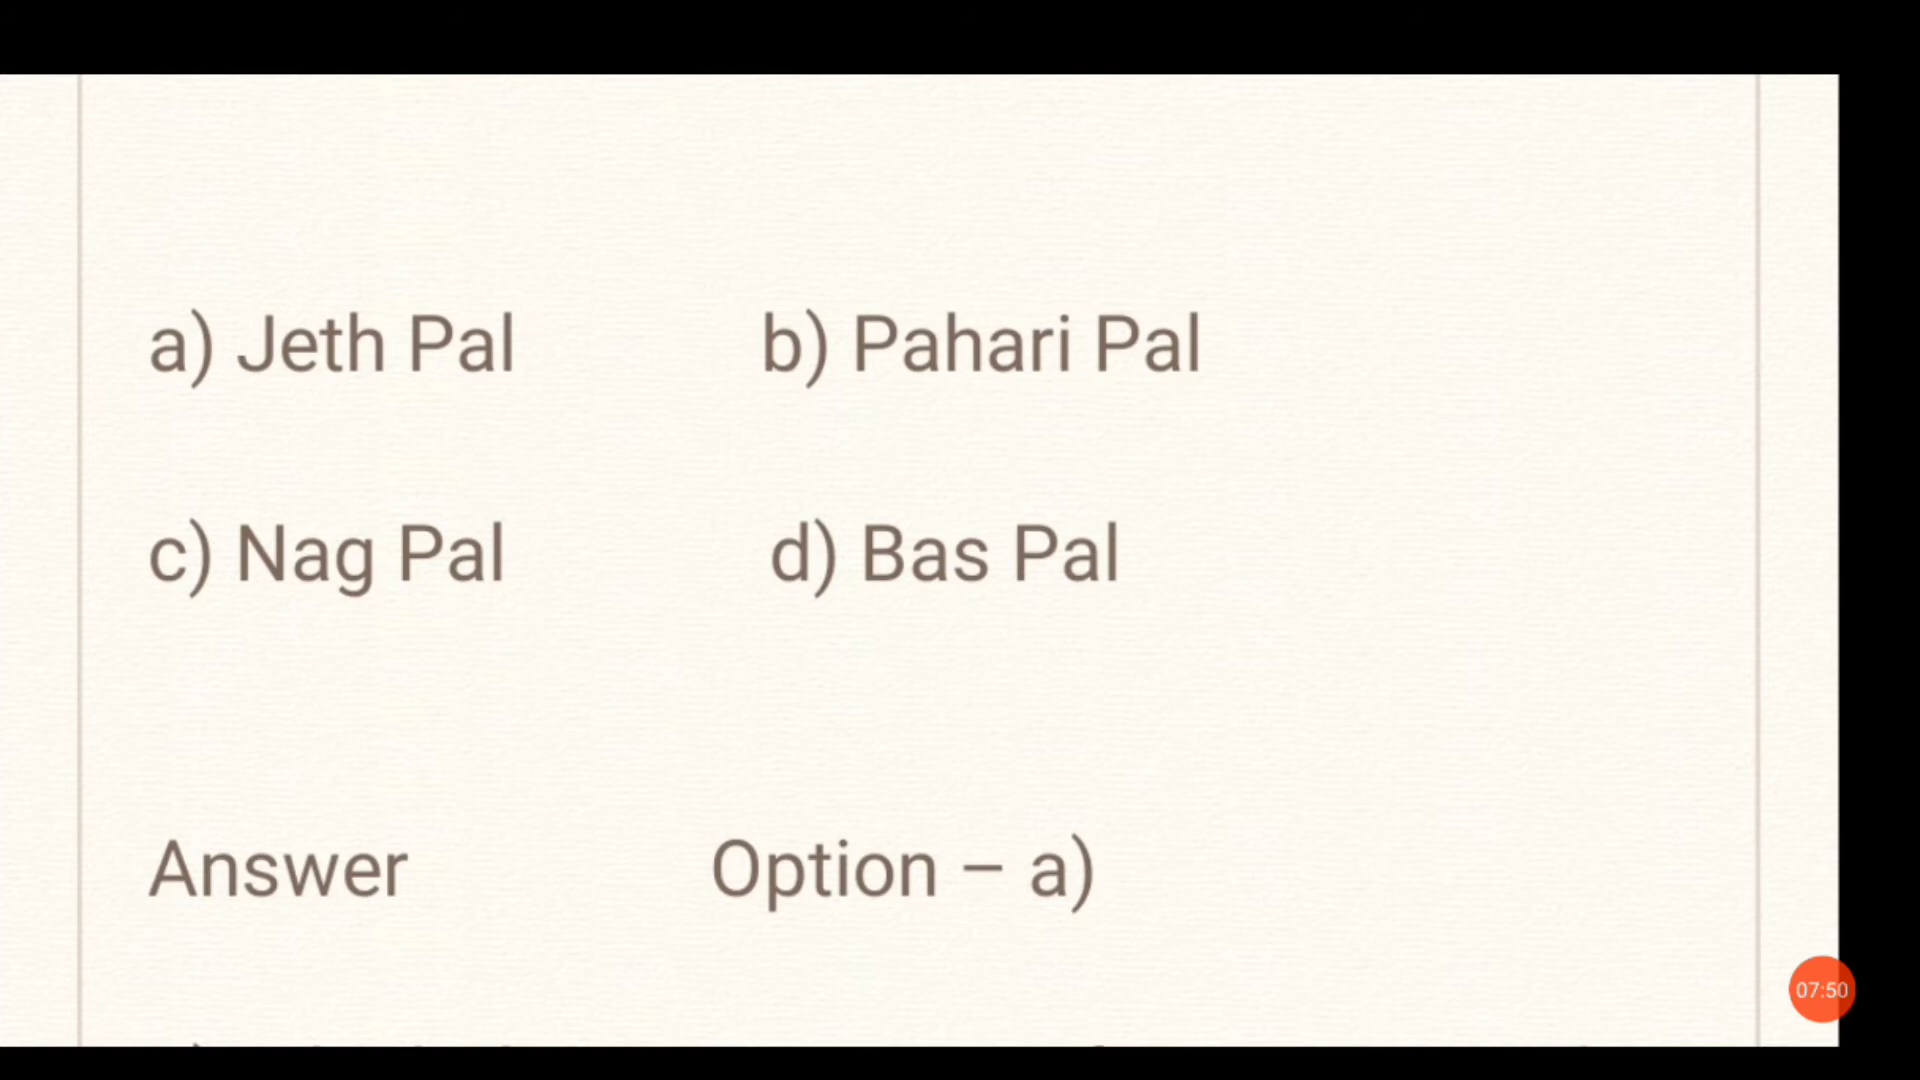 a) Jeth Pal b) Pahari Pal
c) Nag Pal d) Bas Pal
Answer Option – a)
07:50